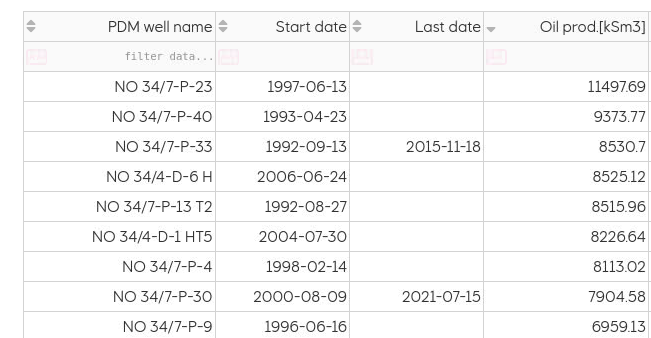 PDM well name Start date Last date Oil prod.[kSm3]
filter data...
NO 34/7-P-23 1997-06-13 11497.69
NO 34/7-P-40 1993-04-23 9373.77
NO 34/7-P-33 1992-09-13 2015-11-18 8530.7
NO 34/4-D-6 H 2006-06-24 8525.12
NO 34/7-P-13 T2 1992-08-27 8515.96
NO 34/4-D-1 HT5 2004-07-30 8226.64
NO 34/7-P-4 1998-02-14 8113.02
NO 34/7-P-30 2000-08-09 2021-07-15 7904.58
NO 34/7-P-9 1996-06-16 6959.13